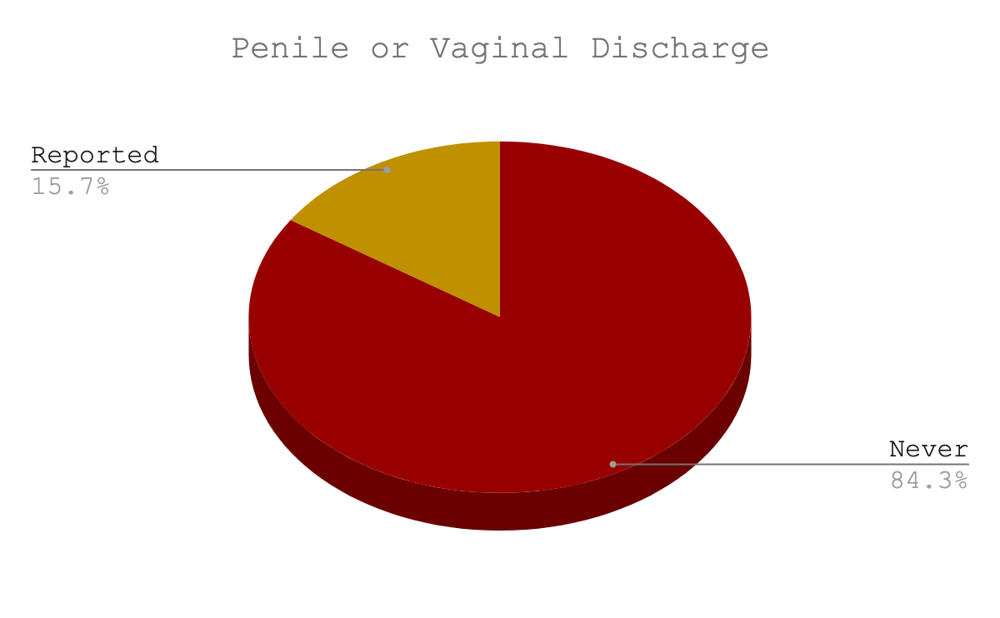 Penile or Vaginal Discharge
Reported
15.7%
Never
84.3%